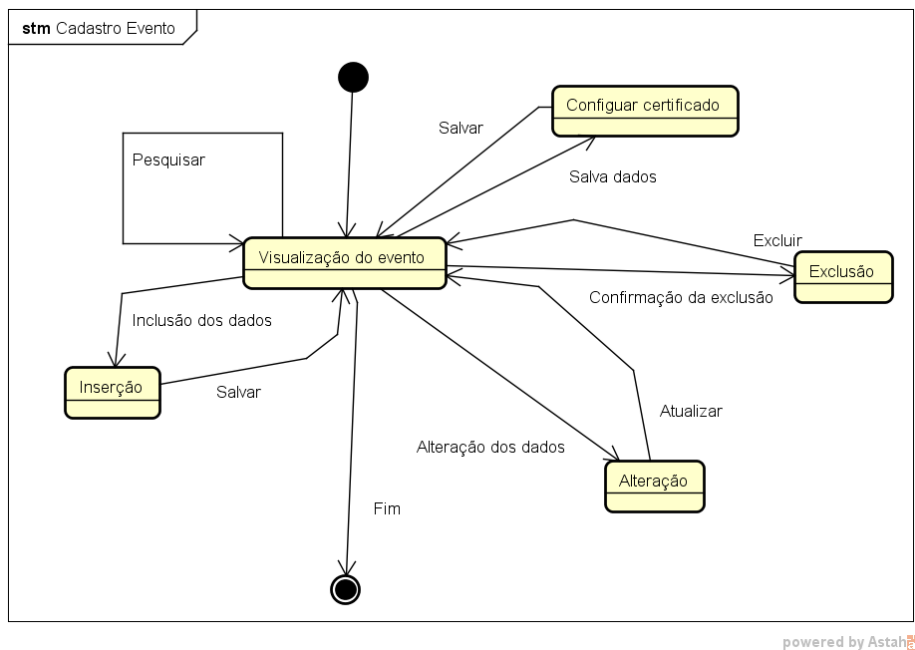 stm Cadastro Evento
Configuar certificado
Salvar
Pesquisar
Salva dados
Excluir
Visualização do evento
Exclusão
Confirmação da exclusão
Inclusão dos dados
Inserção
Salvar
Atualizar
Alteração dos dados
Alteração
Fim
powered by Astah